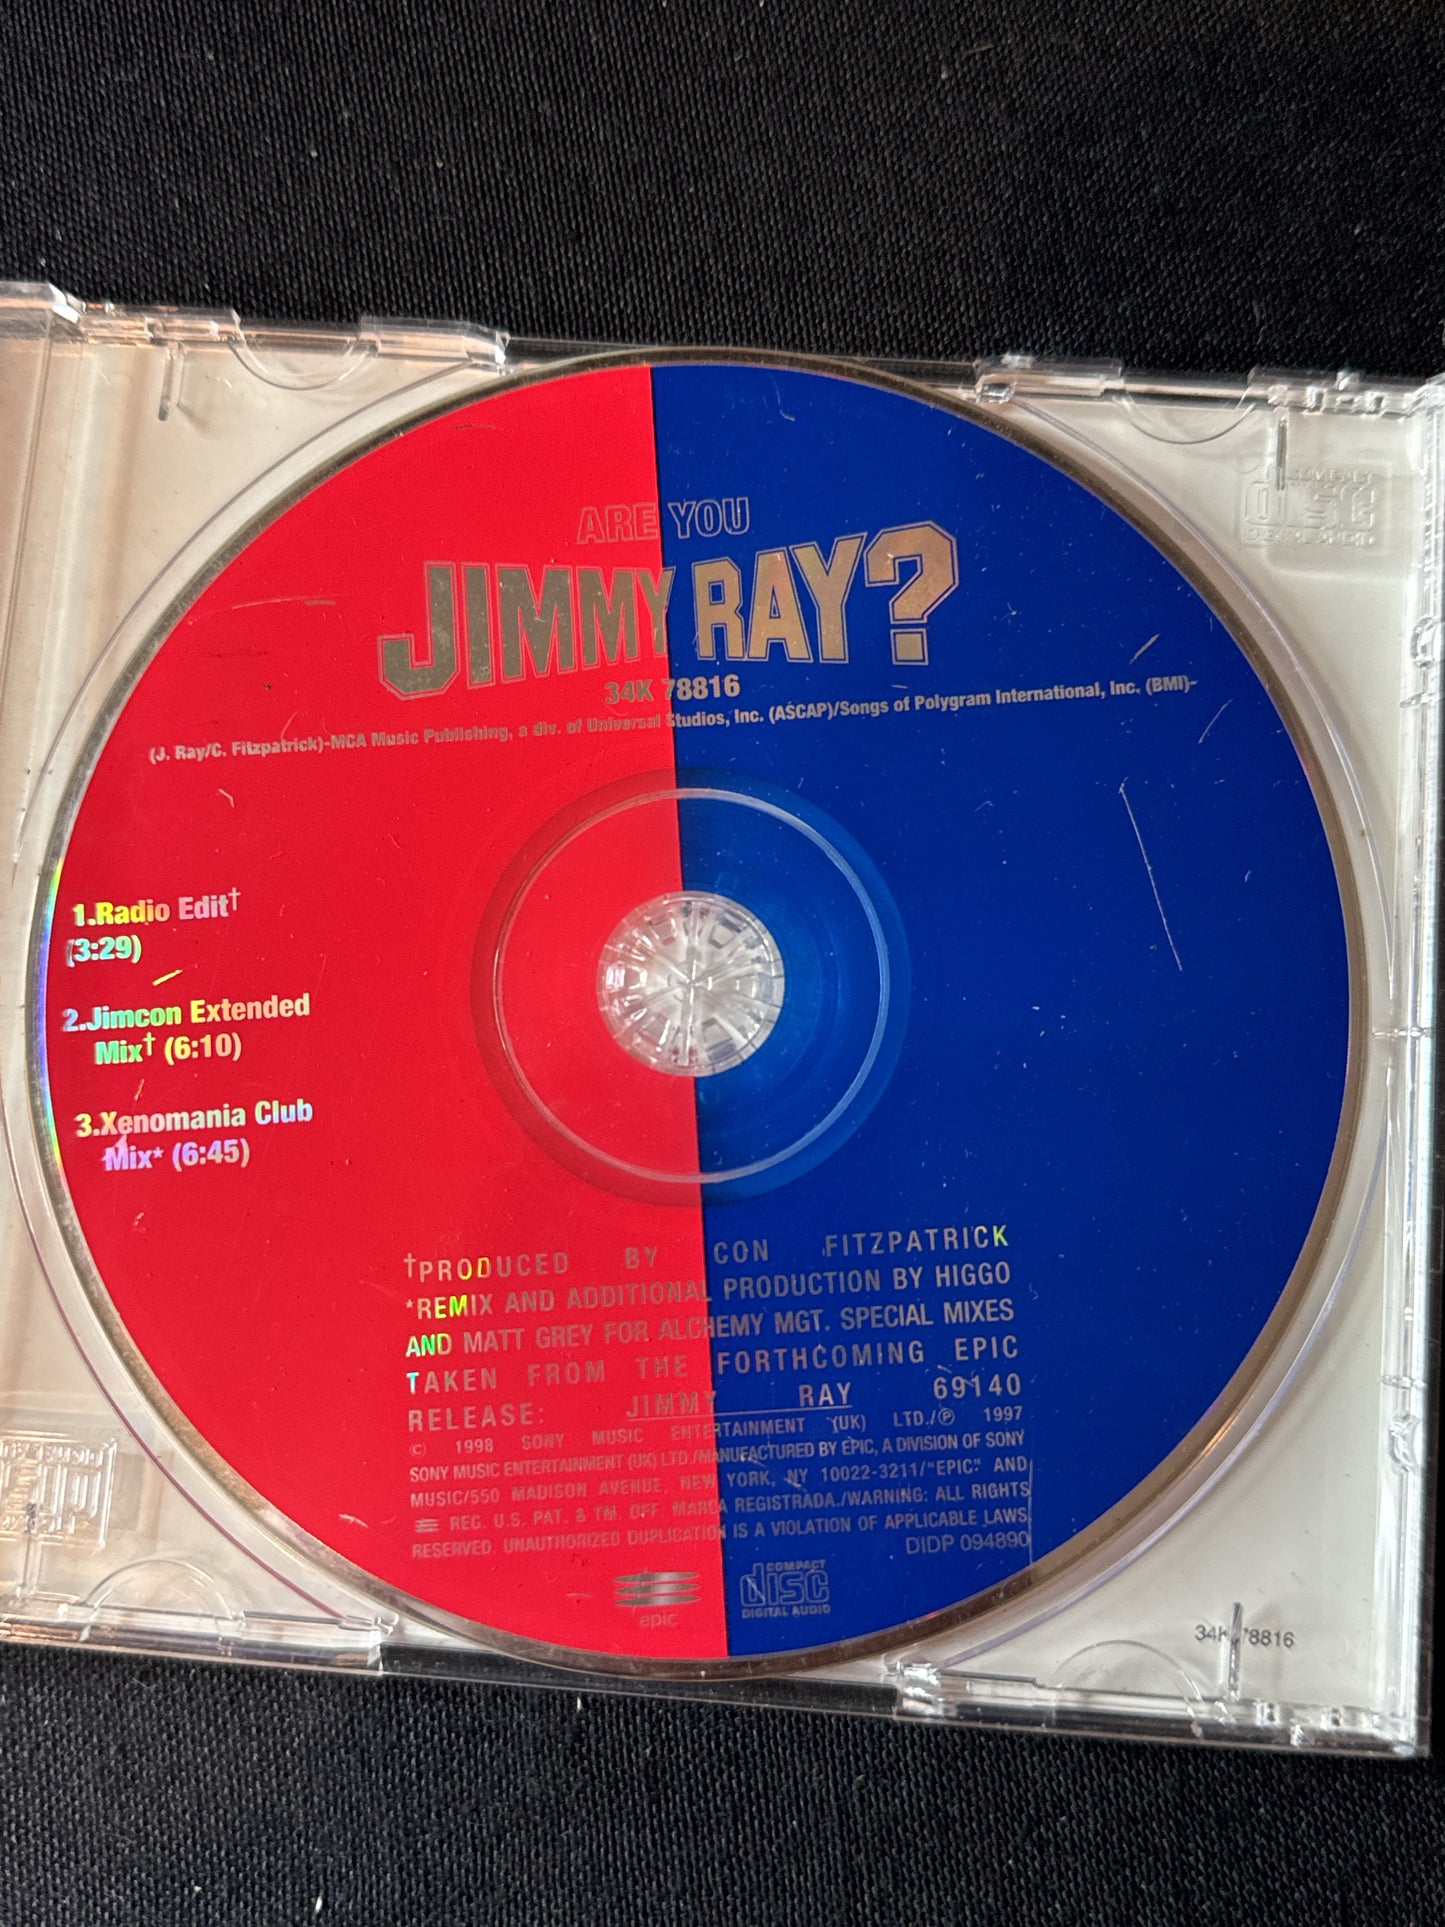 ARE YOU
JIMMY RAY?
34K 78816
(J. Ray/C. Fitzpatrick)-MCA Music Publishing, a div. of Universal Studios, Inc. (ASCAP)/Songs of Polygram International, Inc. (BMI)-
1.Radio Edit†
(3:29)
2.Jimcon Extended
Mix† (6:10)
3.Xenomania Club
Mix* (6:45)
†PRODUCED BY CON FITZPATRICK
*REMIX AND ADDITIONAL PRODUCTION BY HIGGO
AND MATT GREY FOR ALCHEMY MGT. SPECIAL MIXES
TAKEN FROM THE FORTHCOMING EPIC
RELEASE: JIMMY RAY 69140
© 1998 SONY MUSIC ENTERTAINMENT (UK) LTD./℗ 1997
SONY MUSIC ENTERTAINMENT (UK) LTD./MANUFACTURED BY EPIC, A DIVISION OF SONY
MUSIC/550 MADISON AVENUE, NEW YORK, NY 10022-3211/"EPIC" AND
REG. U.S. PAT. & TM. OFF. MARCA REGISTRADA./WARNING: ALL RIGHTS
RESERVED. UNAUTHORIZED DUPLICATION IS A VIOLATION OF APPLICABLE LAWS.
DIDP 094890
epic
COMPACT
disc
DIGITAL AUDIO
34K 78816
COMPACT
disc